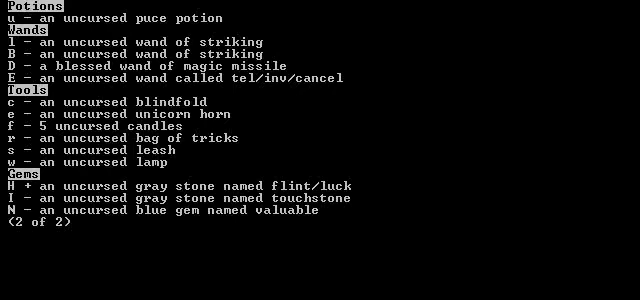 Potions
u - an uncursed puce potion
Wands
l - an uncursed wand of striking
B - an uncursed wand of striking
D - a blessed wand of magic missile
E - an uncursed wand called tel/inv/cancel
Tools
c - an uncursed blindfold
e - an uncursed unicorn horn
f - 5 uncursed candles
r - an uncursed bag of tricks
s - an uncursed leash
w - an uncursed lamp
Gems
H + an uncursed gray stone named flint/luck
I - an uncursed gray stone named touchstone
N - an uncursed blue gem named valuable
(2 of 2)